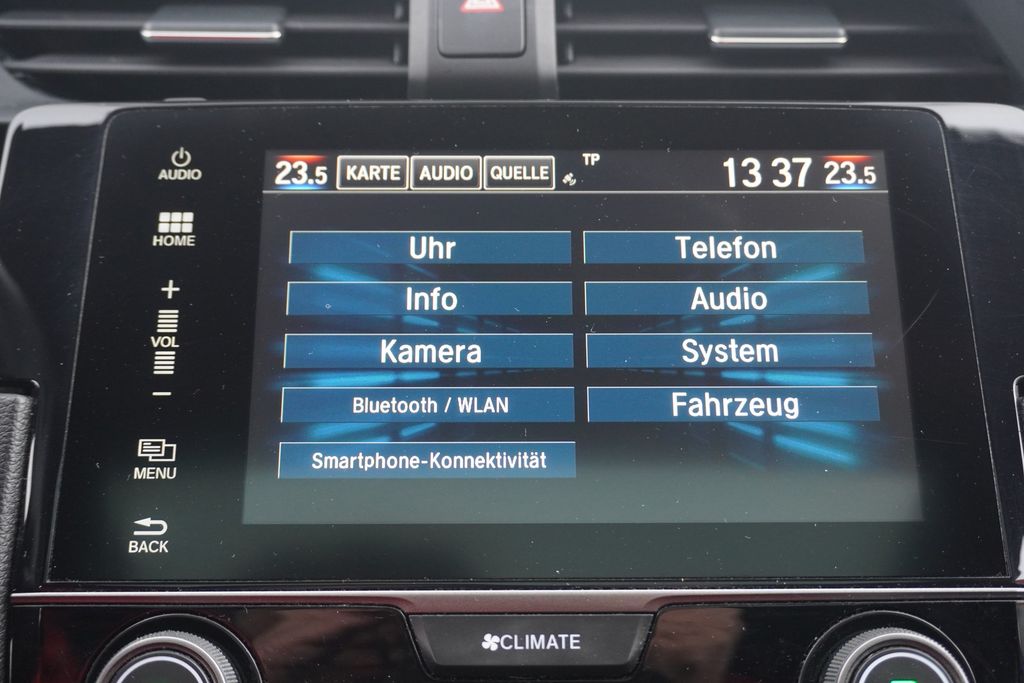 AUDIO
HOME
+
VOL
–
MENU
BACK
23.5 KARTE AUDIO QUELLE TP 13 37 23.5
Uhr Telefon
Info Audio
Kamera System
Bluetooth / WLAN Fahrzeug
Smartphone-Konnektivität
CLIMATE